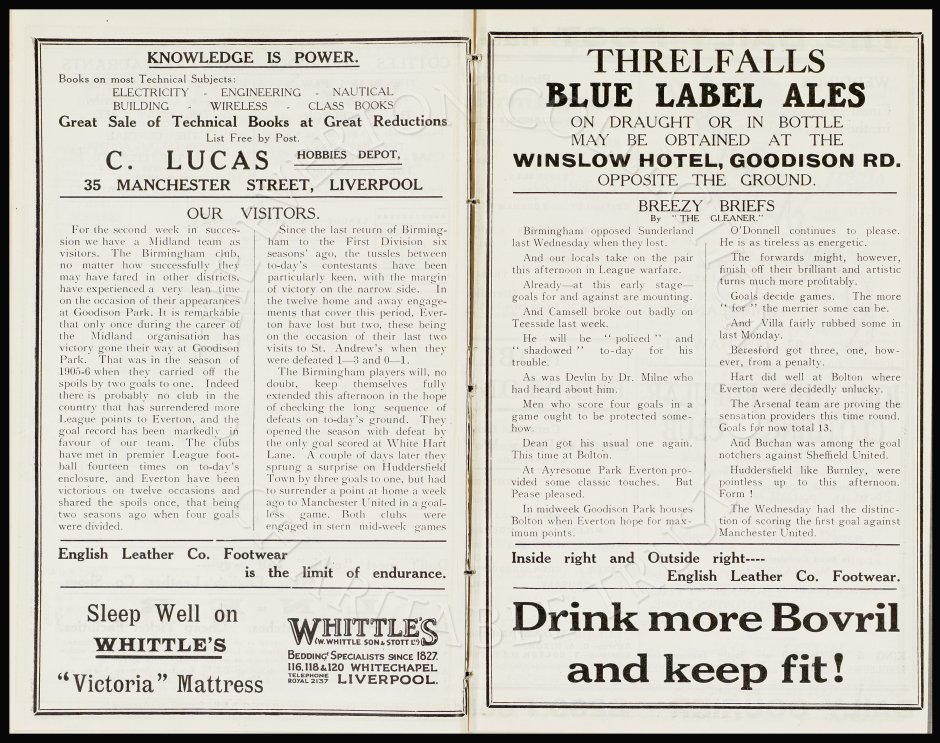 KNOWLEDGE IS POWER.
Books on most Technical Subjects:
ELECTRICITY - ENGINEERING - NAUTICAL
BUILDING - WIRELESS - CLASS BOOKS
Great Sale of Technical Books at Great Reductions
List Free by Post.
C. LUCAS HOBBIES DEPOT,
35 MANCHESTER STREET, LIVERPOOL
OUR VISITORS.
For the second week in succes-
sion we have a Midland team as
visitors. The Birmingham club,
no matter how successfully they
may have fared in other districts,
have experienced a very lean time
on the occasion of their appearances
at Goodison Park. It is remarkable
that only once during the career of
the Midland organisation has
victory gone their way at Goodison
Park. That was in the season of
1905-6 when they carried off the
spoils by two goals to one. Indeed
there is probably no club in the
country that has surrendered more
League points to Everton, and the
goal record has been markedly in
favour of our team. The clubs
have met in premier League foot-
ball fourteen times on to-day's
enclosure, and Everton have been
victorious on twelve occasions and
shared the spoils once, that being
two seasons ago when four goals
were divided.
Since the last return of Birming-
ham to the First Division six
seasons' ago, the tussles between
to-day's contestants have been
particularly keen, with the margin
of victory on the narrow side. In
the twelve home and away engage-
ments that cover this period, Ever-
ton have lost but two, these being
on the occasion of their last two
visits to St. Andrew's when they
were defeated 1—3 and 0—1.
The Birmingham players will, no
doubt, keep themselves fully
extended this afternoon in the hope
of checking the long sequence of
defeats on to-day's ground. They
opened the season with defeat by
the only goal scored at White Hart
Lane. A couple of days later they
sprung a surprise on Huddersfield
Town by three goals to one, but had
to surrender a point at home a week
ago to Manchester United in a goal-
less game. Both clubs were
engaged in stern mid-week games
English Leather Co. Footwear
is the limit of endurance.
Sleep Well on
WHITTLE'S
"Victoria" Mattress
WHITTLE'S
(W. WHITTLE SON & STOTT LTD)
BEDDING SPECIALISTS SINCE 1827.
116, 118 & 120 WHITECHAPEL
TELEPHONE ROYAL 2137 LIVERPOOL.
THRELFALLS
BLUE LABEL ALES
ON DRAUGHT OR IN BOTTLE
MAY BE OBTAINED AT THE
WINSLOW HOTEL, GOODISON RD.
OPPOSITE THE GROUND.
BREEZY BRIEFS
By "THE GLEANER."
Birmingham opposed Sunderland
last Wednesday when they lost.
And our locals take on the pair
this afternoon in League warfare.
Already—at this early stage—
goals for and against are mounting.
And Camsell broke out badly on
Teesside last week.
He will be "policed" and
"shadowed" to-day for his
trouble.
As was Devlin by Dr. Milne who
had heard about him.
Men who score four goals in a
game ought to be protected some-
how.
Dean got his usual one again.
This time at Bolton.
At Ayresome Park Everton pro-
vided some classic touches. But
Pease pleased.
In midweek Goodison Park houses
Bolton when Everton hope for max-
imum points.
O'Donnell continues to please.
He is as tireless as energetic.
The forwards might, however,
finish off their brilliant and artistic
turns much more profitably.
Goals decide games. The more
"for" the merrier some can be.
And Villa fairly rubbed some in
last Monday.
Beresford got three, one, how-
ever, from a penalty.
Hart did well at Bolton where
Everton were decidedly unlucky.
The Arsenal team are proving the
sensation providers this time round.
Goals for now total 13.
And Buchan was among the goal
notchers against Sheffield United.
Huddersfield like Burnley, were
pointless up to this afternoon.
Form !
The Wednesday had the distinc-
tion of scoring the first goal against
Manchester United.
Inside right and Outside right----
English Leather Co. Footwear.
Drink more Bovril
and keep fit!